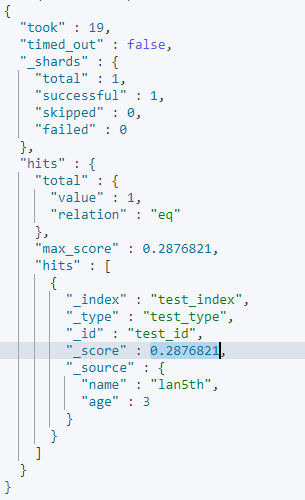 {
  "took" : 19,
  "timed_out" : false,
  "_shards" : {
    "total" : 1,
    "successful" : 1,
    "skipped" : 0,
    "failed" : 0
  },
  "hits" : {
    "total" : {
      "value" : 1,
      "relation" : "eq"
    },
    "max_score" : 0.2876821,
    "hits" : [
      {
        "_index" : "test_index",
        "_type" : "test_type",
        "_id" : "test_id",
        "_score" : 0.2876821,
        "_source" : {
          "name" : "lan5th",
          "age" : 3
        }
      }
    ]
  }
}